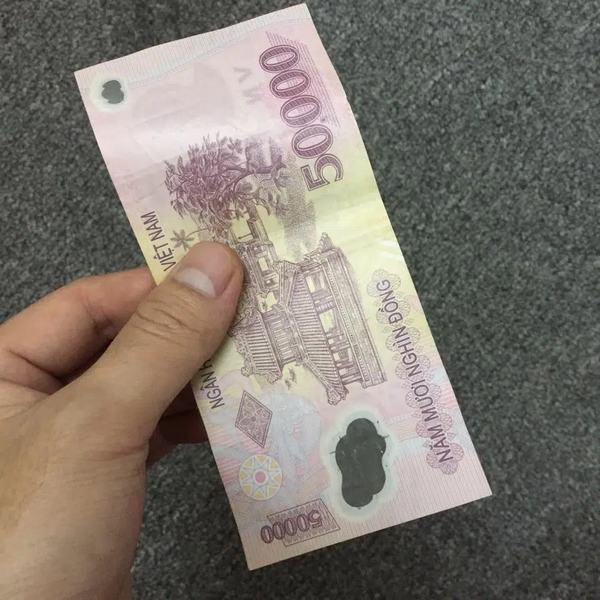 50000
NGÂN H
VIỆT NAM
NĂM MƯƠI NGHÌN ĐỒNG
50000